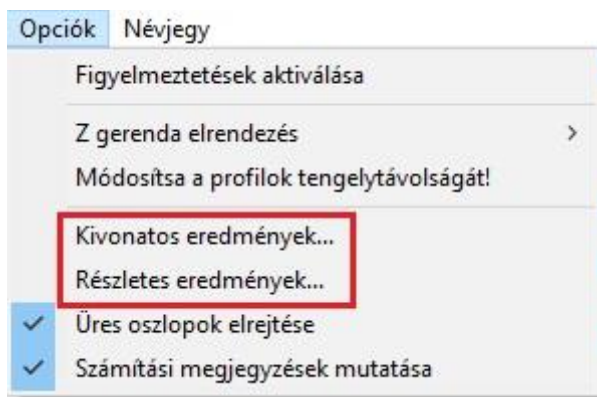 Opciók Névjegy
Figyelmeztetések aktiválása
Z gerenda elrendezés
Módosítsa a profilok tengelytávolságát!
Kivonatos eredmények...
Részletes eredmények...
Üres oszlopok elrejtése
Számítási megjegyzések mutatása